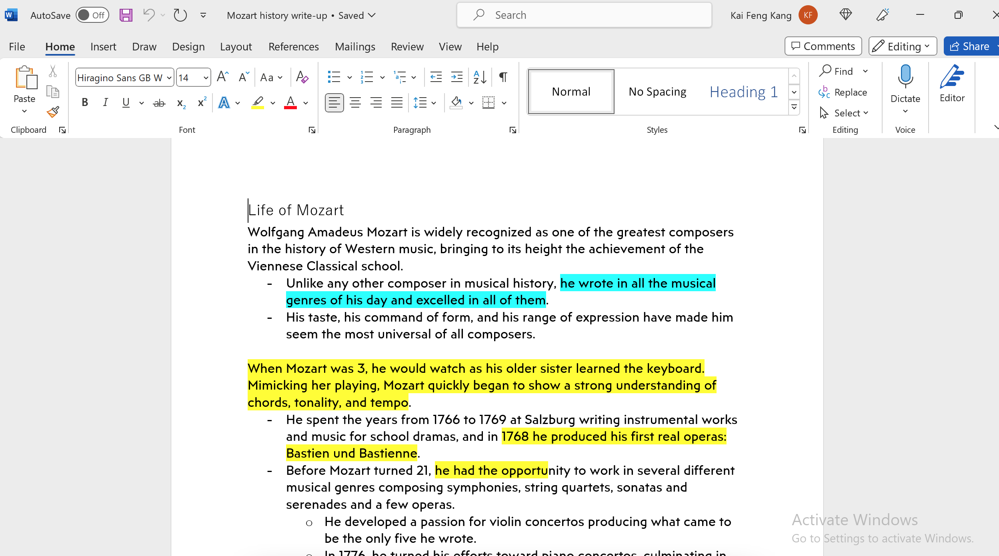 AutoSave Off Mozart history write-up • Saved Search Kai Feng Kang KF
File Home Insert Draw Design Layout References Mailings Review View Help Comments Editing Share
Paste Hiragino Sans GB W 14 Aa Normal No Spacing Heading 1 Find Replace Select Dictate Editor
Clipboard Font Paragraph Styles Editing Voice
Life of Mozart
Wolfgang Amadeus Mozart is widely recognized as one of the greatest composers
in the history of Western music, bringing to its height the achievement of the
Viennese Classical school.
- Unlike any other composer in musical history, he wrote in all the musical
genres of his day and excelled in all of them.
- His taste, his command of form, and his range of expression have made him
seem the most universal of all composers.
When Mozart was 3, he would watch as his older sister learned the keyboard.
Mimicking her playing, Mozart quickly began to show a strong understanding of
chords, tonality, and tempo.
- He spent the years from 1766 to 1769 at Salzburg writing instrumental works
and music for school dramas, and in 1768 he produced his first real operas:
Bastien und Bastienne.
- Before Mozart turned 21, he had the opportunity to work in several different
musical genres composing symphonies, string quartets, sonatas and
serenades and a few operas.
o He developed a passion for violin concertos producing what came to
be the only five he wrote.
o In 1776, he turned his efforts toward piano concertos, culminating in
Activate Windows
Go to Settings to activate Windows.